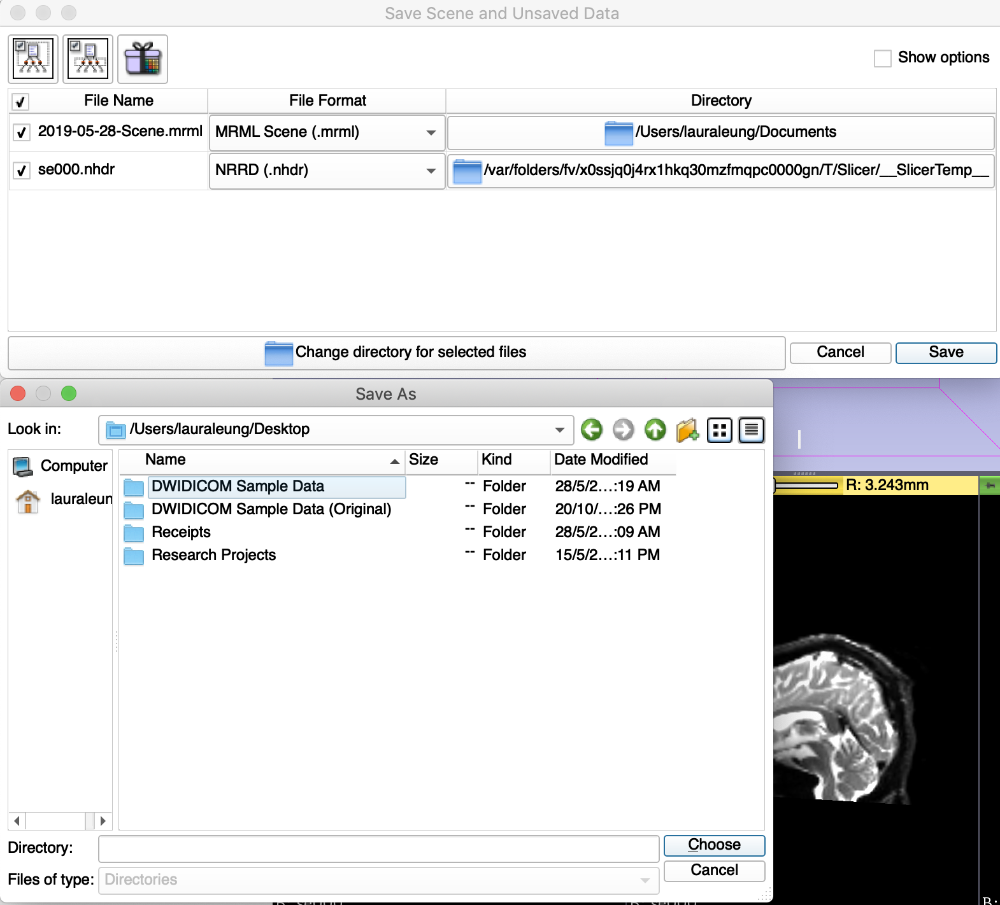 Save Scene and Unsaved Data
Show options
File Name File Format Directory
2019-05-28-Scene.mrml MRML Scene (.mrml) /Users/lauraleung/Documents
se000.nhdr NRRD (.nhdr) /var/folders/fv/x0ssjq0j4rx1hkq30mzfmqpc0000gn/T/Slicer/__SlicerTemp__
Change directory for selected files Cancel Save
Save As
Look in: /Users/lauraleung/Desktop
Computer
lauraleun
Name Size Kind Date Modified
DWIDICOM Sample Data -- Folder 28/5/2...:19 AM
DWIDICOM Sample Data (Original) -- Folder 20/10/...:26 PM
Receipts -- Folder 28/5/2...:09 AM
Research Projects -- Folder 15/5/2...:11 PM
R: 3.243mm
Directory: Choose
Cancel
Files of type: Directories
B: